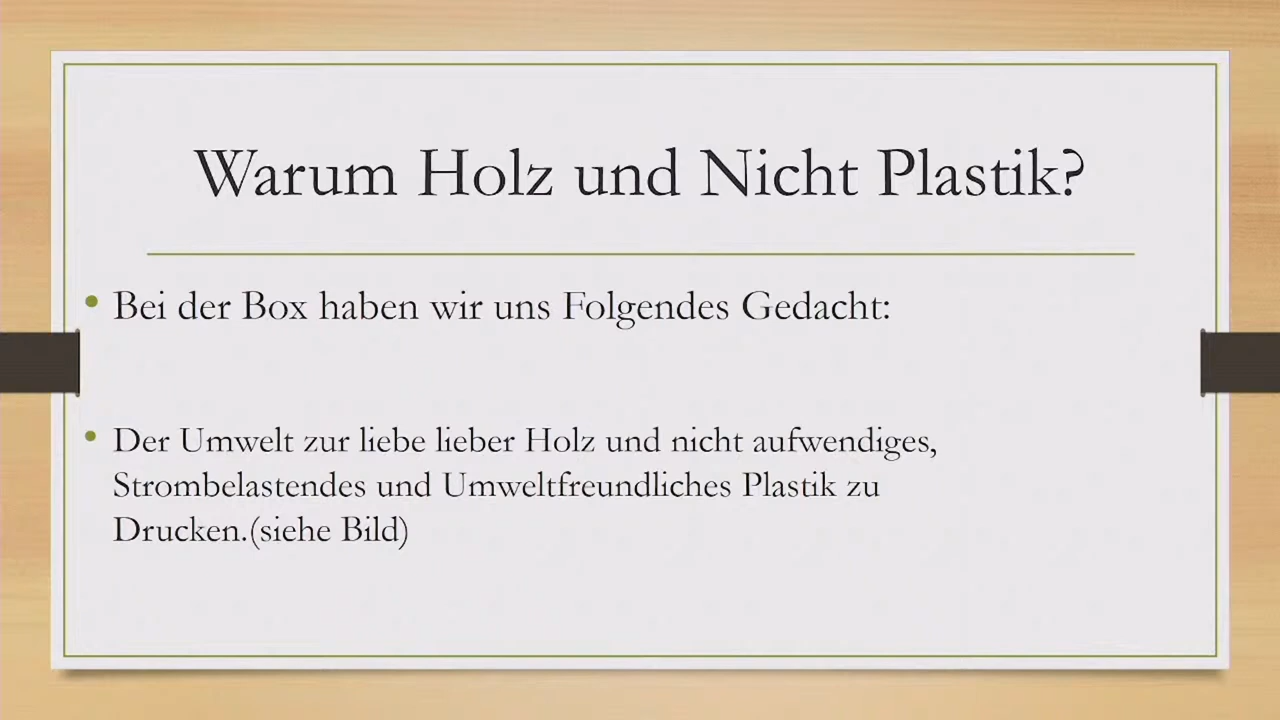 Warum Holz und Nicht Plastik?
• Bei der Box haben wir uns Folgendes Gedacht:
• Der Umwelt zur liebe lieber Holz und nicht aufwendiges,
Strombelastendes und Umweltfreundliches Plastik zu
Drucken.(siehe Bild)